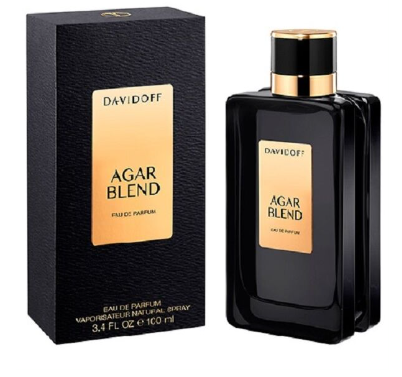 DAVIDOFF
AGAR
BLEND
EAU DE PARFUM
EAU DE PARFUM
VAPORISATEUR NATURAL SPRAY
3.4 FL OZ e 100 ml
DAVIDOFF
AGAR
BLEND
EAU DE PARFUM